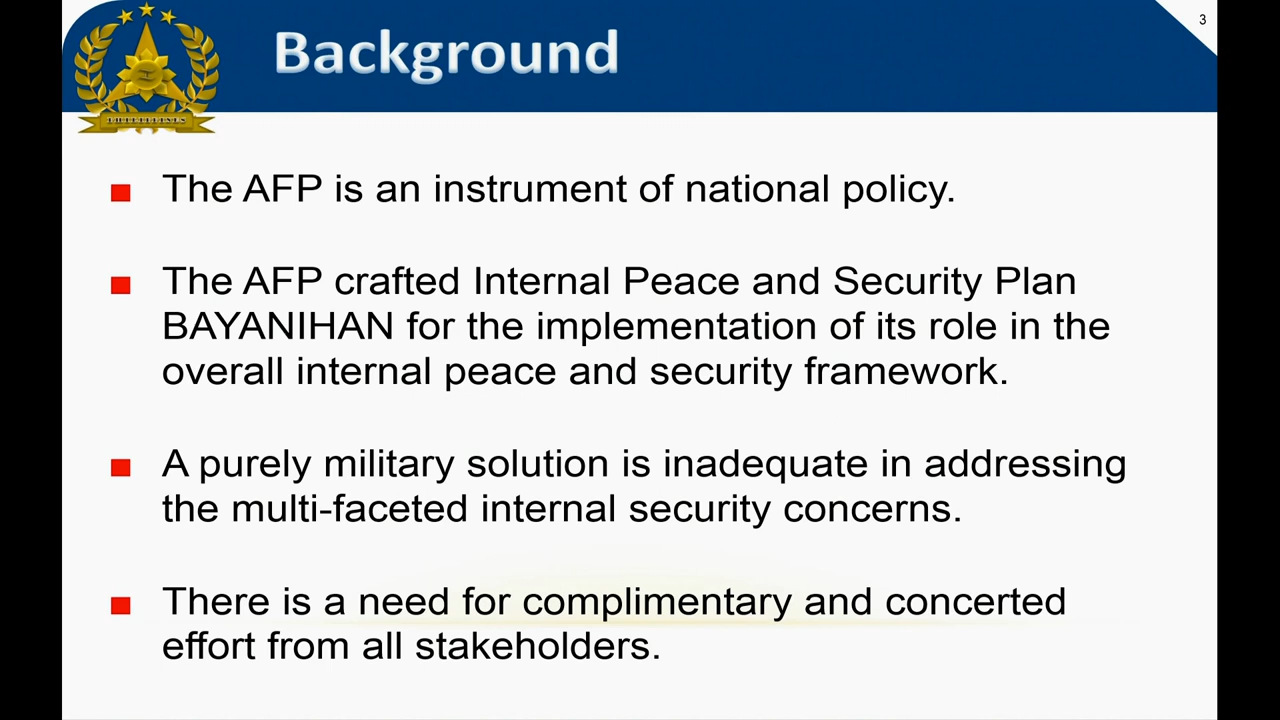 3
Background
PHILIPPINES
The AFP is an instrument of national policy.
The AFP crafted Internal Peace and Security Plan
BAYANIHAN for the implementation of its role in the
overall internal peace and security framework.
A purely military solution is inadequate in addressing
the multi-faceted internal security concerns.
There is a need for complimentary and concerted
effort from all stakeholders.